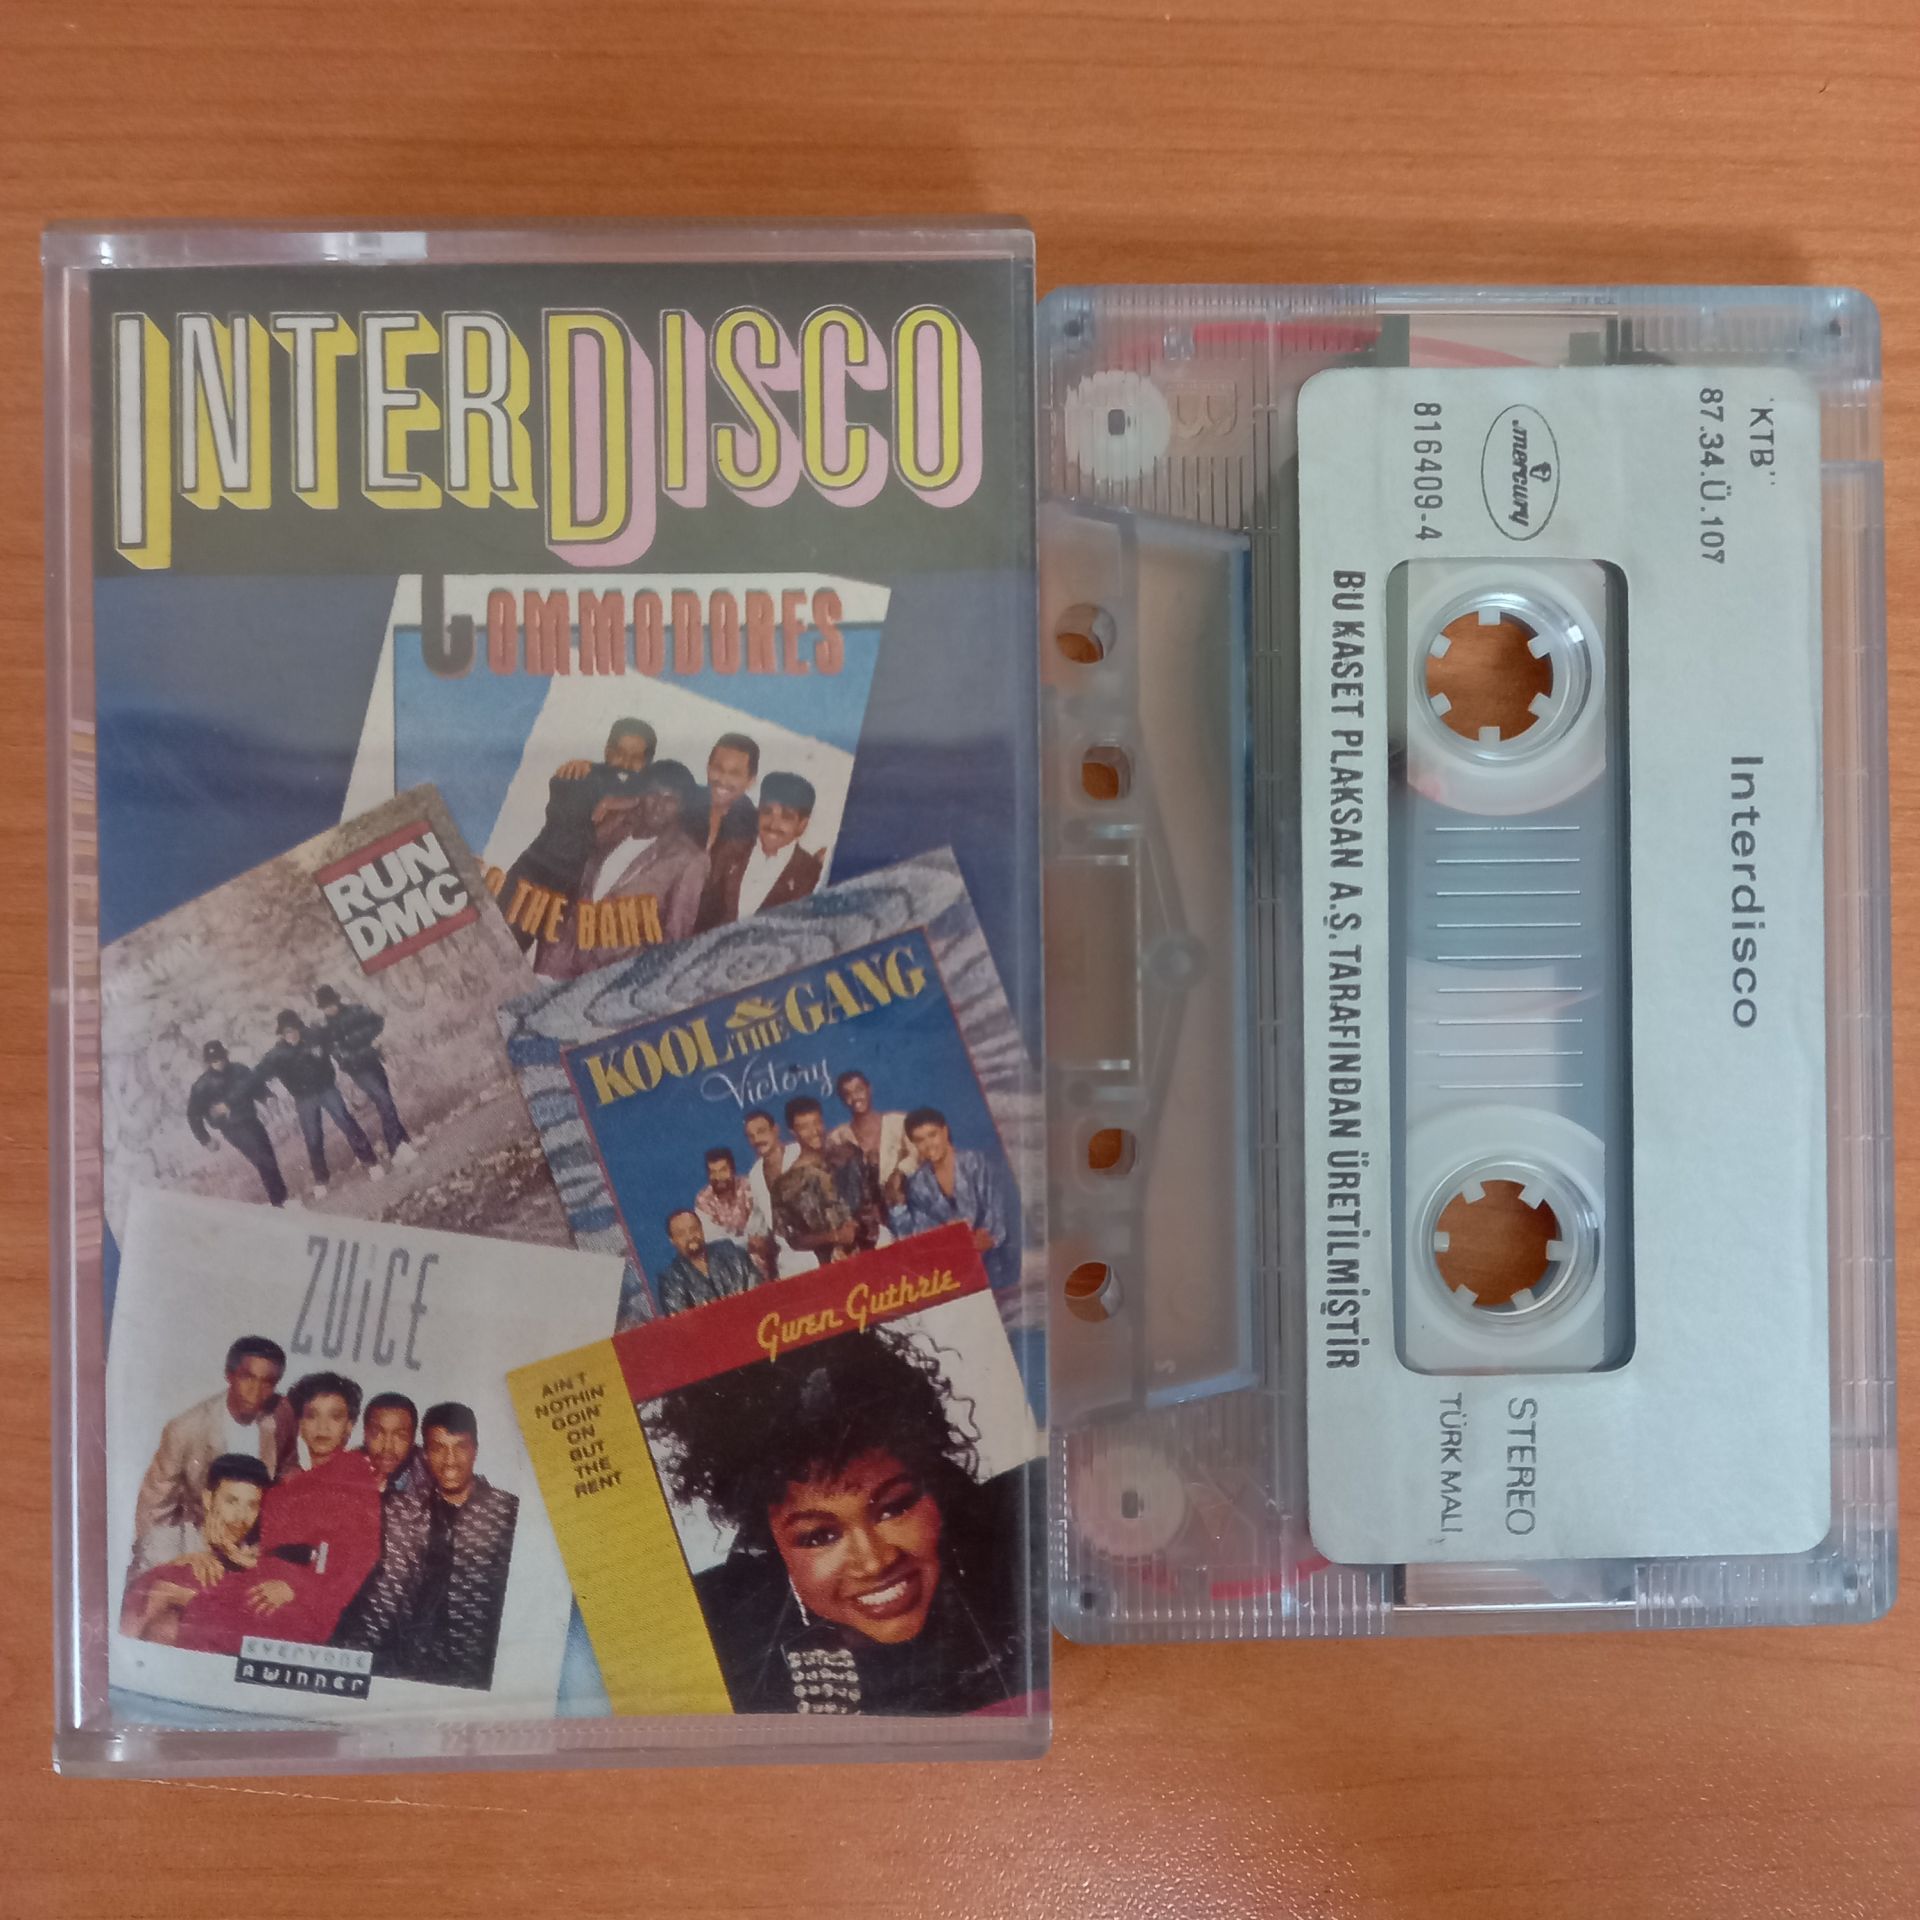 INTERDISCO
COMMODORES
THE BANK
RUN
DMC
KOOL & THE GANG
Victory
ZUICE
EVERYONE
A WINNER
Gwen Guthrie
AIN'T
NOTHIN'
GOIN'
ON
BUT
THE
RENT
'KTB'
87.34.Ü.107
Interdisco
mercury
816409-4
STEREO
TÜRK MALI
BU KASET PLAKSAN A.Ş. TARAFINDAN ÜRETİLMİŞTİR
B